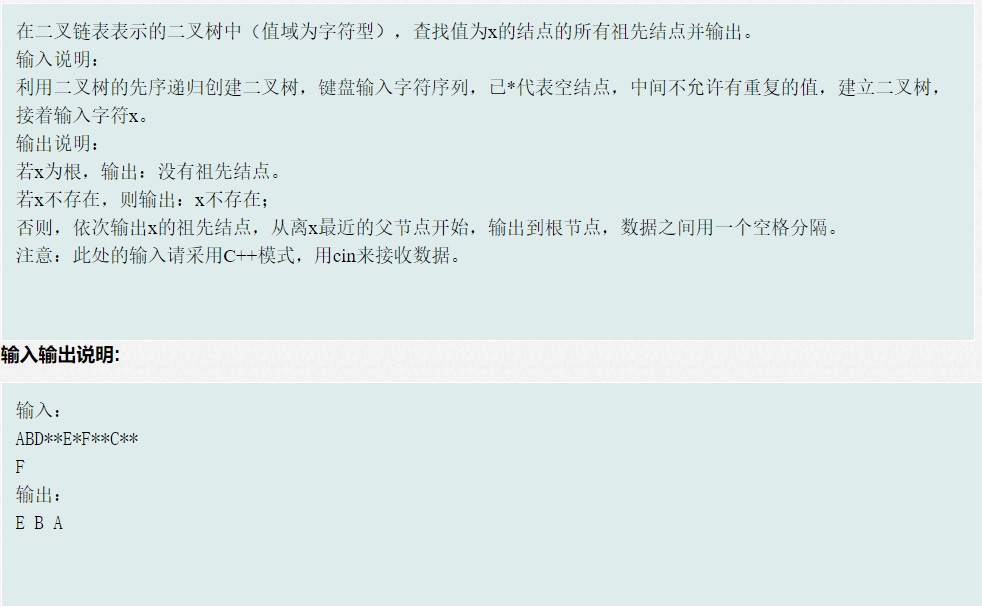 在二叉链表表示的二叉树中（值域为字符型），查找值为x的结点的所有祖先结点并输出。
输入说明：
利用二叉树的先序递归创建二叉树，键盘输入字符序列，已*代表空结点，中间不允许有重复的值，建立二叉树，
接着输入字符x。
输出说明：
若x为根，输出：没有祖先结点。
若x不存在，则输出：x不存在；
否则，依次输出x的祖先结点，从离x最近的父节点开始，输出到根节点，数据之间用一个空格分隔。
注意：此处的输入请采用C++模式，用cin来接收数据。
输入输出说明:
输入：
ABD**E*F**C**
F
输出：
E B A